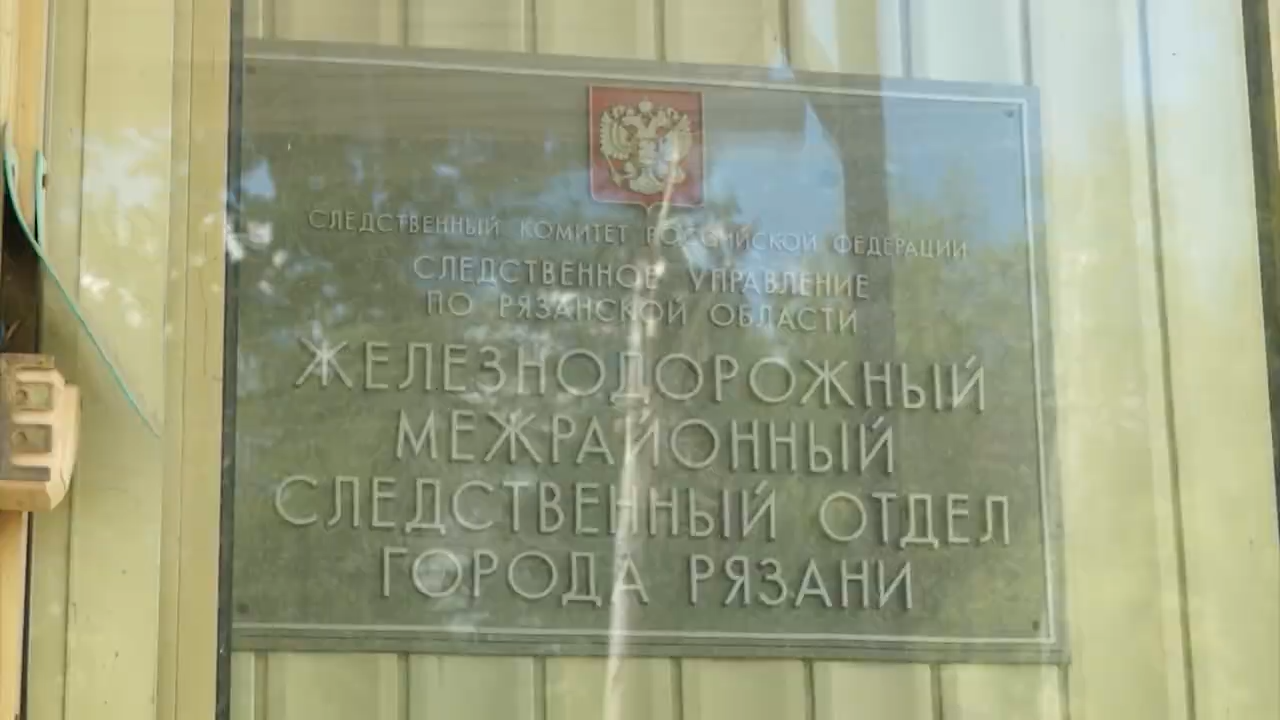 СЛЕДСТВЕННЫЙ КОМИТЕТ РОССИЙСКОЙ ФЕДЕРАЦИИ
СЛЕДСТВЕННОЕ УПРАВЛЕНИЕ
ПО РЯЗАНСКОЙ ОБЛАСТИ
ЖЕЛЕЗНОДОРОЖНЫЙ
МЕЖРАЙОННЫЙ
СЛЕДСТВЕННЫЙ ОТДЕЛ
ГОРОДА РЯЗАНИ